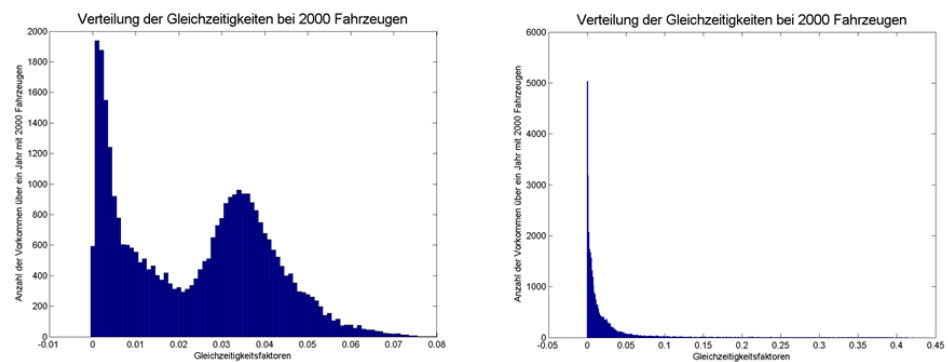 Verteilung der Gleichzeitigkeiten bei 2000 Fahrzeugen
Anzahl der Vorkommen über ein Jahr mit 2000 Fahrzeugen
2000
1800
1600
1400
1200
1000
800
600
400
200
0
-0.01 0 0.01 0.02 0.03 0.04 0.05 0.06 0.07 0.08
Gleichzeitigkeitsfaktoren
Verteilung der Gleichzeitigkeiten bei 2000 Fahrzeugen
Anzahl der Vorkommen über ein Jahr mit 2000 Fahrzeugen
6000
5000
4000
3000
2000
1000
0
-0.05 0 0.05 0.1 0.15 0.2 0.25 0.3 0.35 0.4 0.45
Gleichzeitigkeitsfaktoren